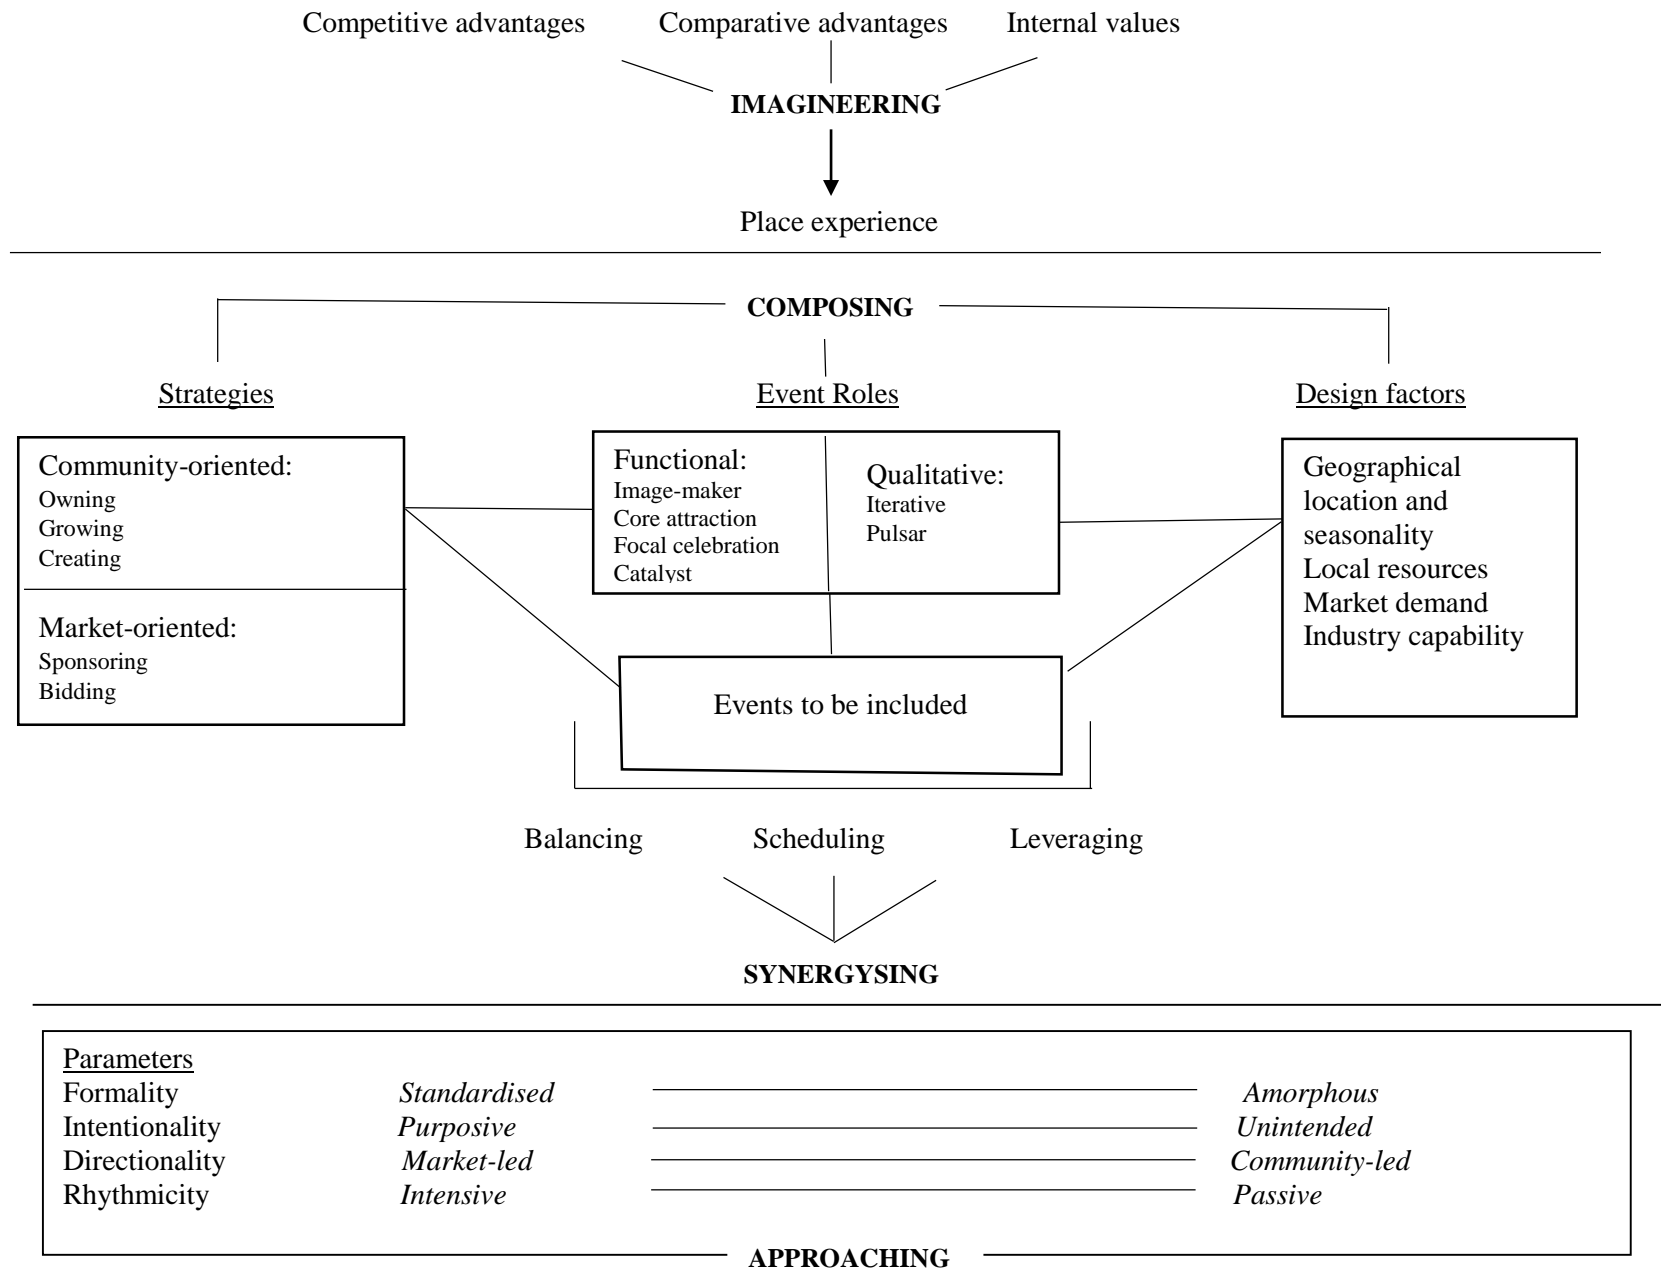 Competitive advantages Comparative advantages Internal values
IMAGINEERING
Place experience
COMPOSING
Strategies Event Roles Design factors
Community-oriented:
Owning
Growing
Creating
Market-oriented:
Sponsoring
Bidding
Functional:
Image-maker
Core attraction
Focal celebration
Catalyst
Qualitative:
Iterative
Pulsar
Geographical
location and
seasonality
Local resources
Market demand
Industry capability
Events to be included
Balancing Scheduling Leveraging
SYNERGYSING
Parameters
Formality Standardised Amorphous
Intentionality Purposive Unintended
Directionality Market-led Community-led
Rhythmicity Intensive Passive
APPROACHING